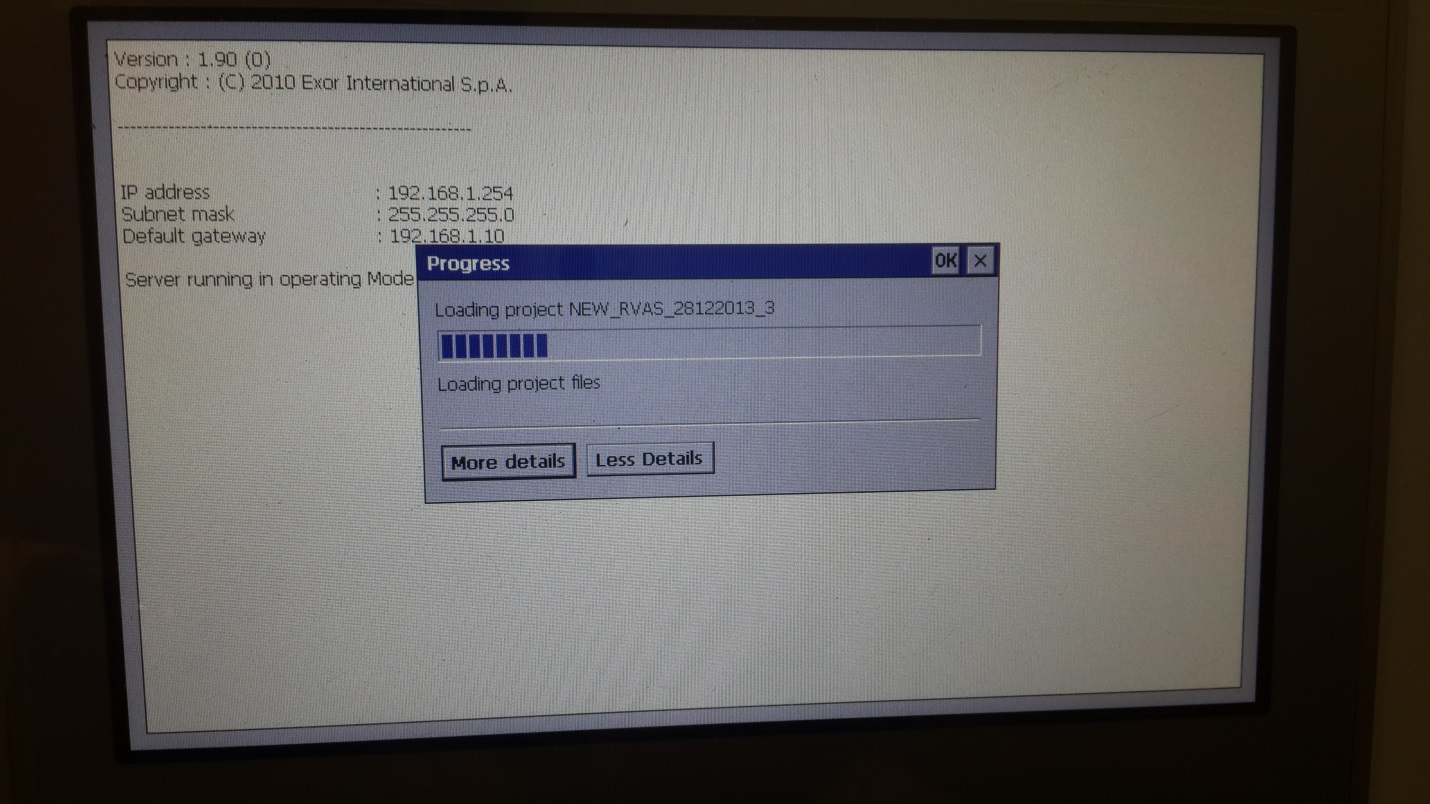 Version : 1.90 (0)
Copyright : (C) 2010 Exor International S.p.A.
-------------------------------------------------------
IP address : 192.168.1.254
Subnet mask : 255.255.255.0
Default gateway : 192.168.1.10
Server running in operating Mode
Progress OK ×
Loading project NEW_RVAS_28122013_3
Loading project files
More details Less Details